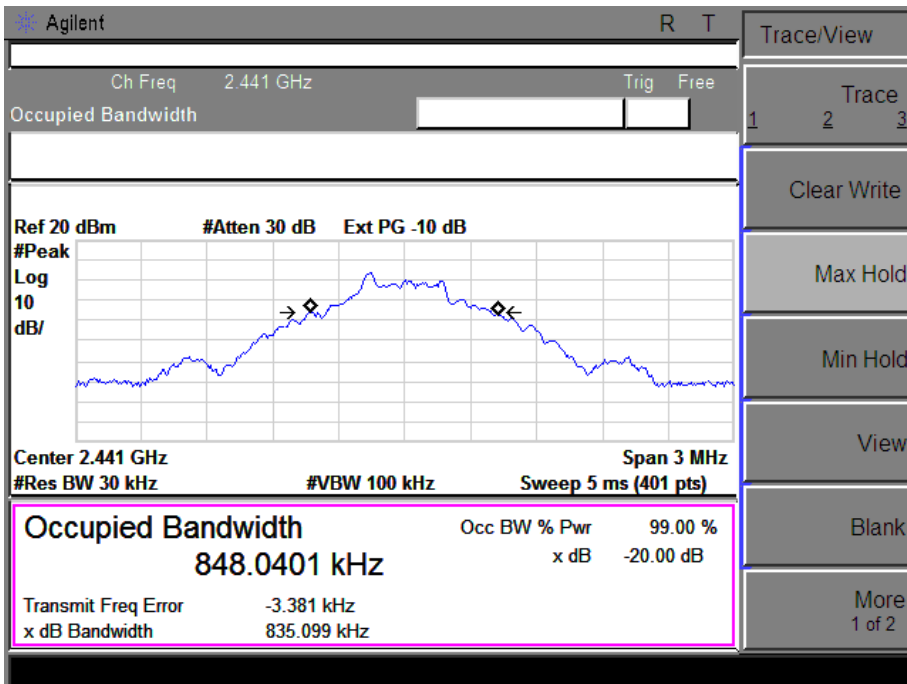 Agilent R T
Trace/View
Ch Freq 2.441 GHz Trig Free
Occupied Bandwidth
Trace
1 2 3
Clear Write
Max Hold
Min Hold
View
Blank
More
1 of 2
Ref 20 dBm #Atten 30 dB Ext PG -10 dB
#Peak
Log
10
dB/
Center 2.441 GHz Span 3 MHz
#Res BW 30 kHz #VBW 100 kHz Sweep 5 ms (401 pts)
Occupied Bandwidth Occ BW % Pwr 99.00 %
848.0401 kHz x dB -20.00 dB
Transmit Freq Error -3.381 kHz
x dB Bandwidth 835.099 kHz